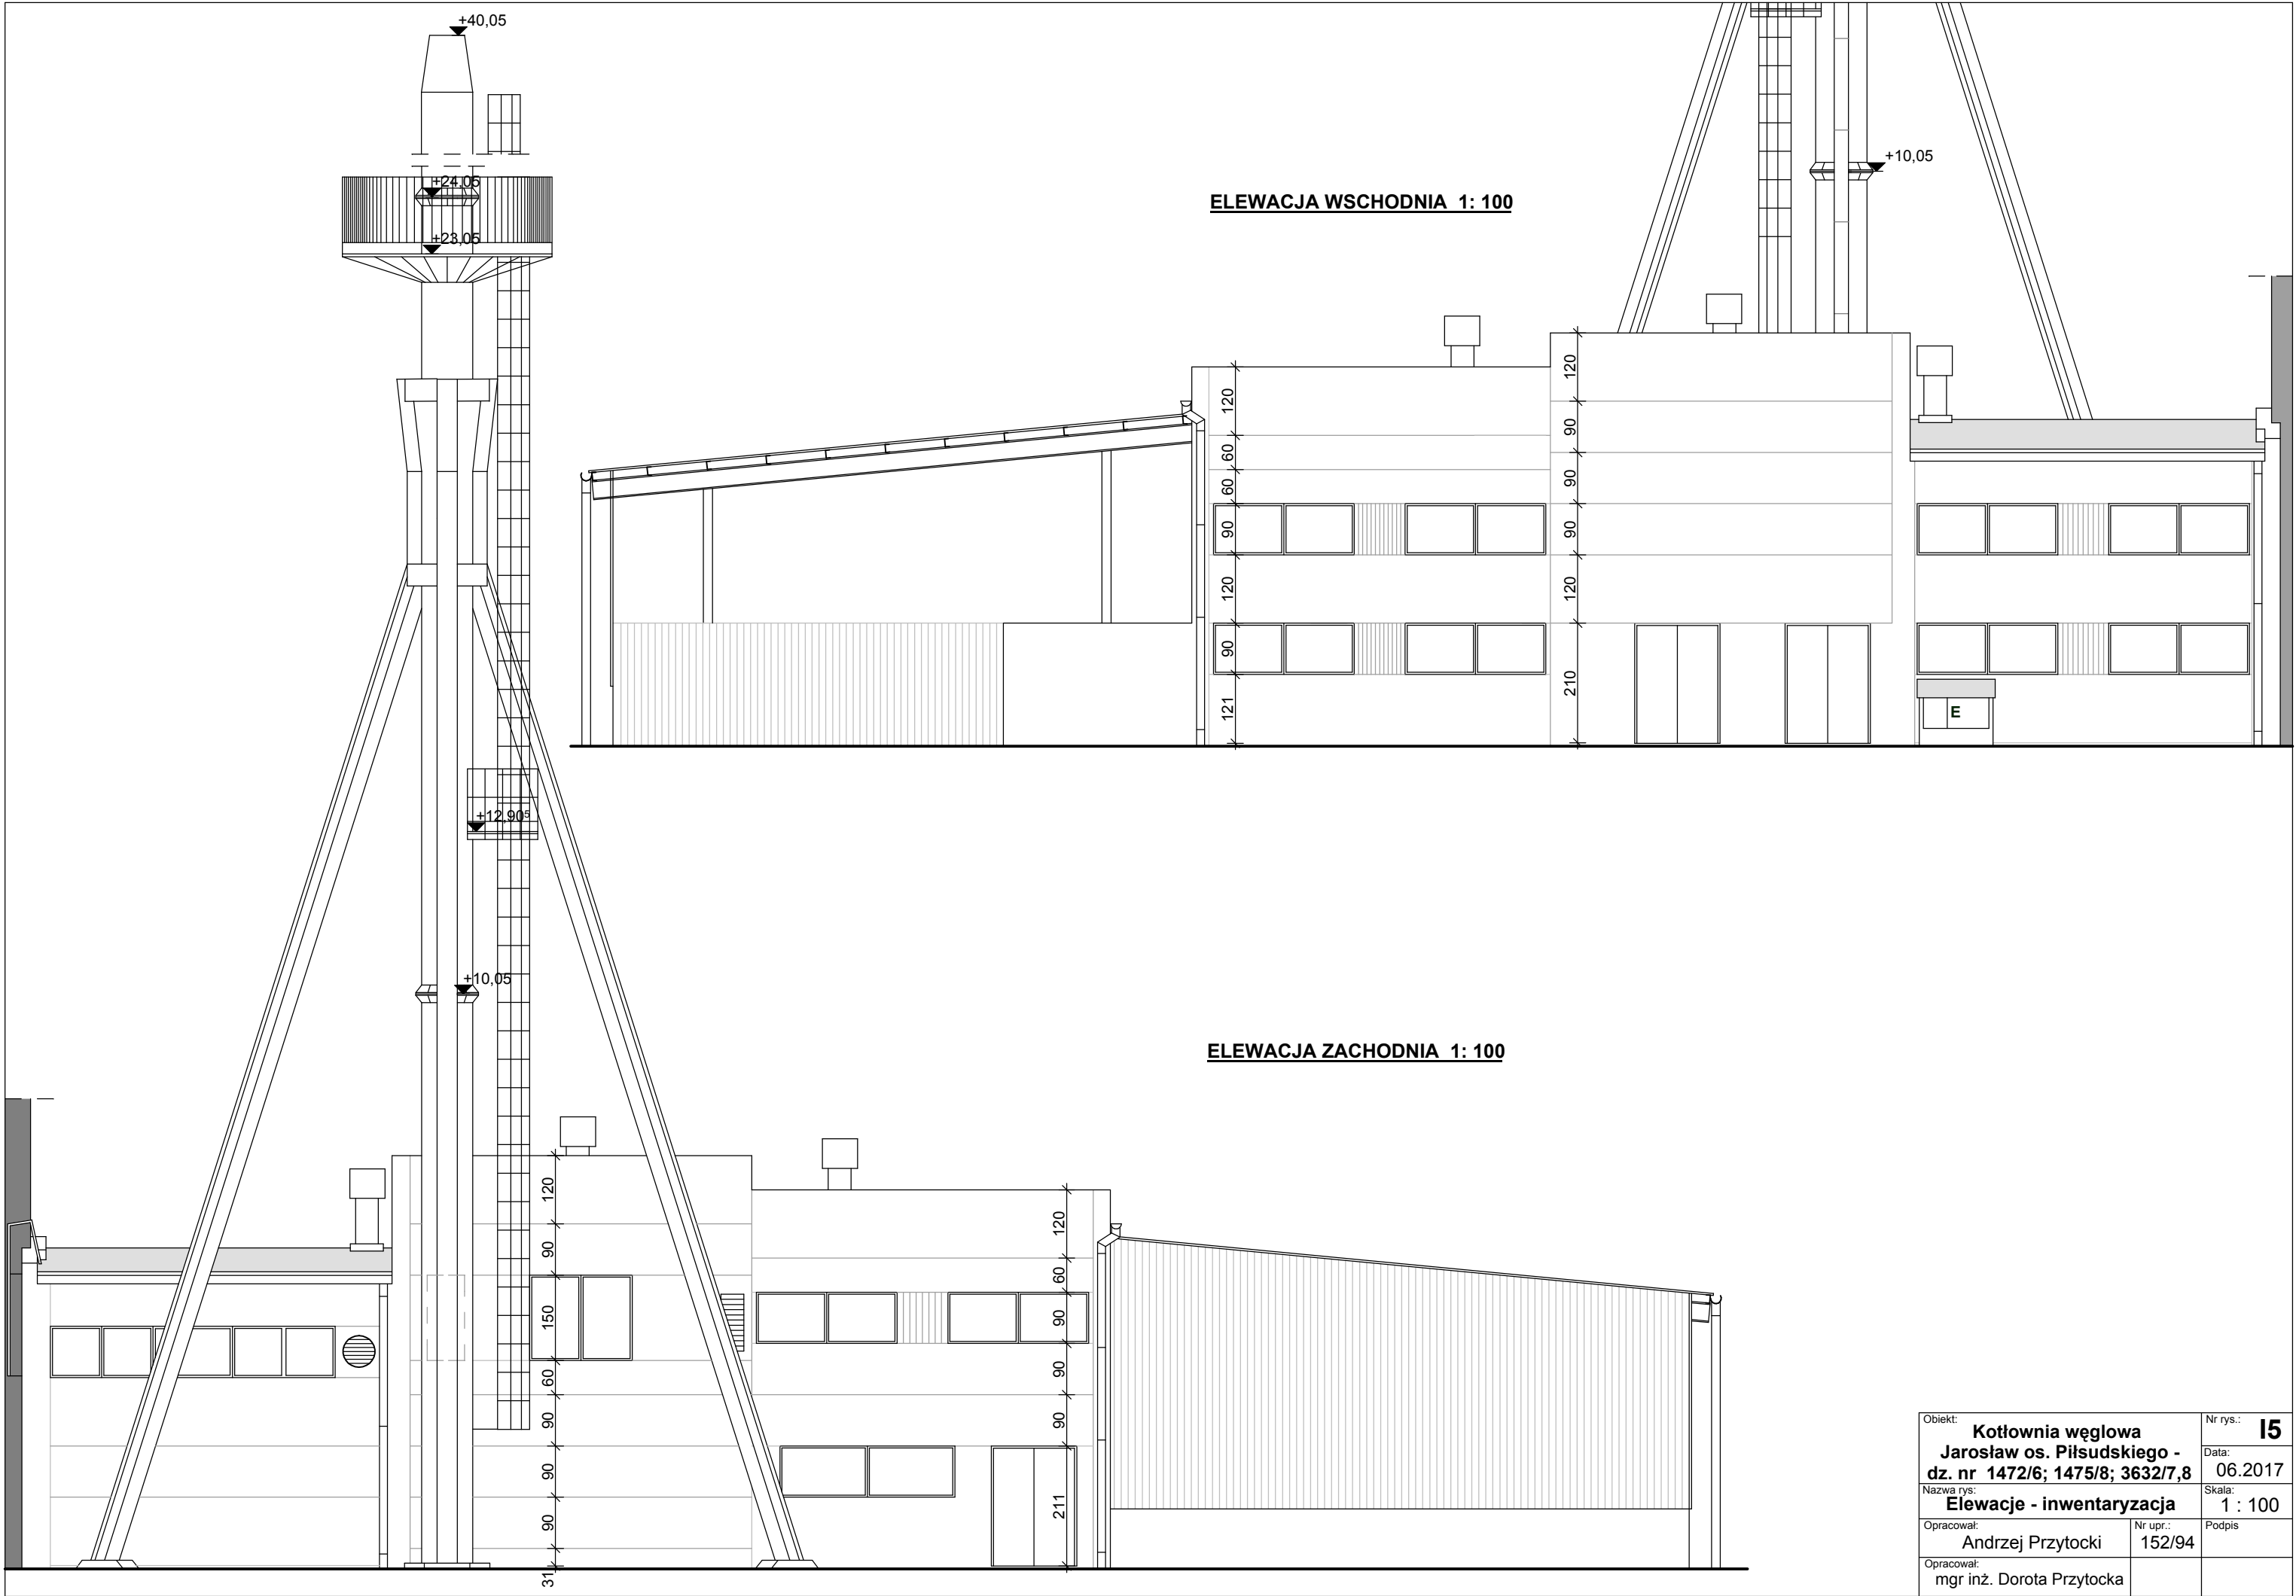 +40,05
+24,05
+23,05
+12,90⁵
+10,05
ELEWACJA WSCHODNIA 1: 100
+10,05
120
60
60
90
120
90
121
120
90
90
90
120
210
E
ELEWACJA ZACHODNIA 1: 100
120
90
150
60
90
90
90
31
120
60
90
90
90
211
Obiekt:
Kotłownia węglowa
Jarosław os. Piłsudskiego -
dz. nr 1472/6; 1475/8; 3632/7,8
Nr rys.: I5
Data:
06.2017
Nazwa rys:
Elewacje - inwentaryzacja
Skala:
1 : 100
Opracował:
Andrzej Przytocki
Nr upr.:
152/94
Podpis
Opracował:
mgr inż. Dorota Przytocka